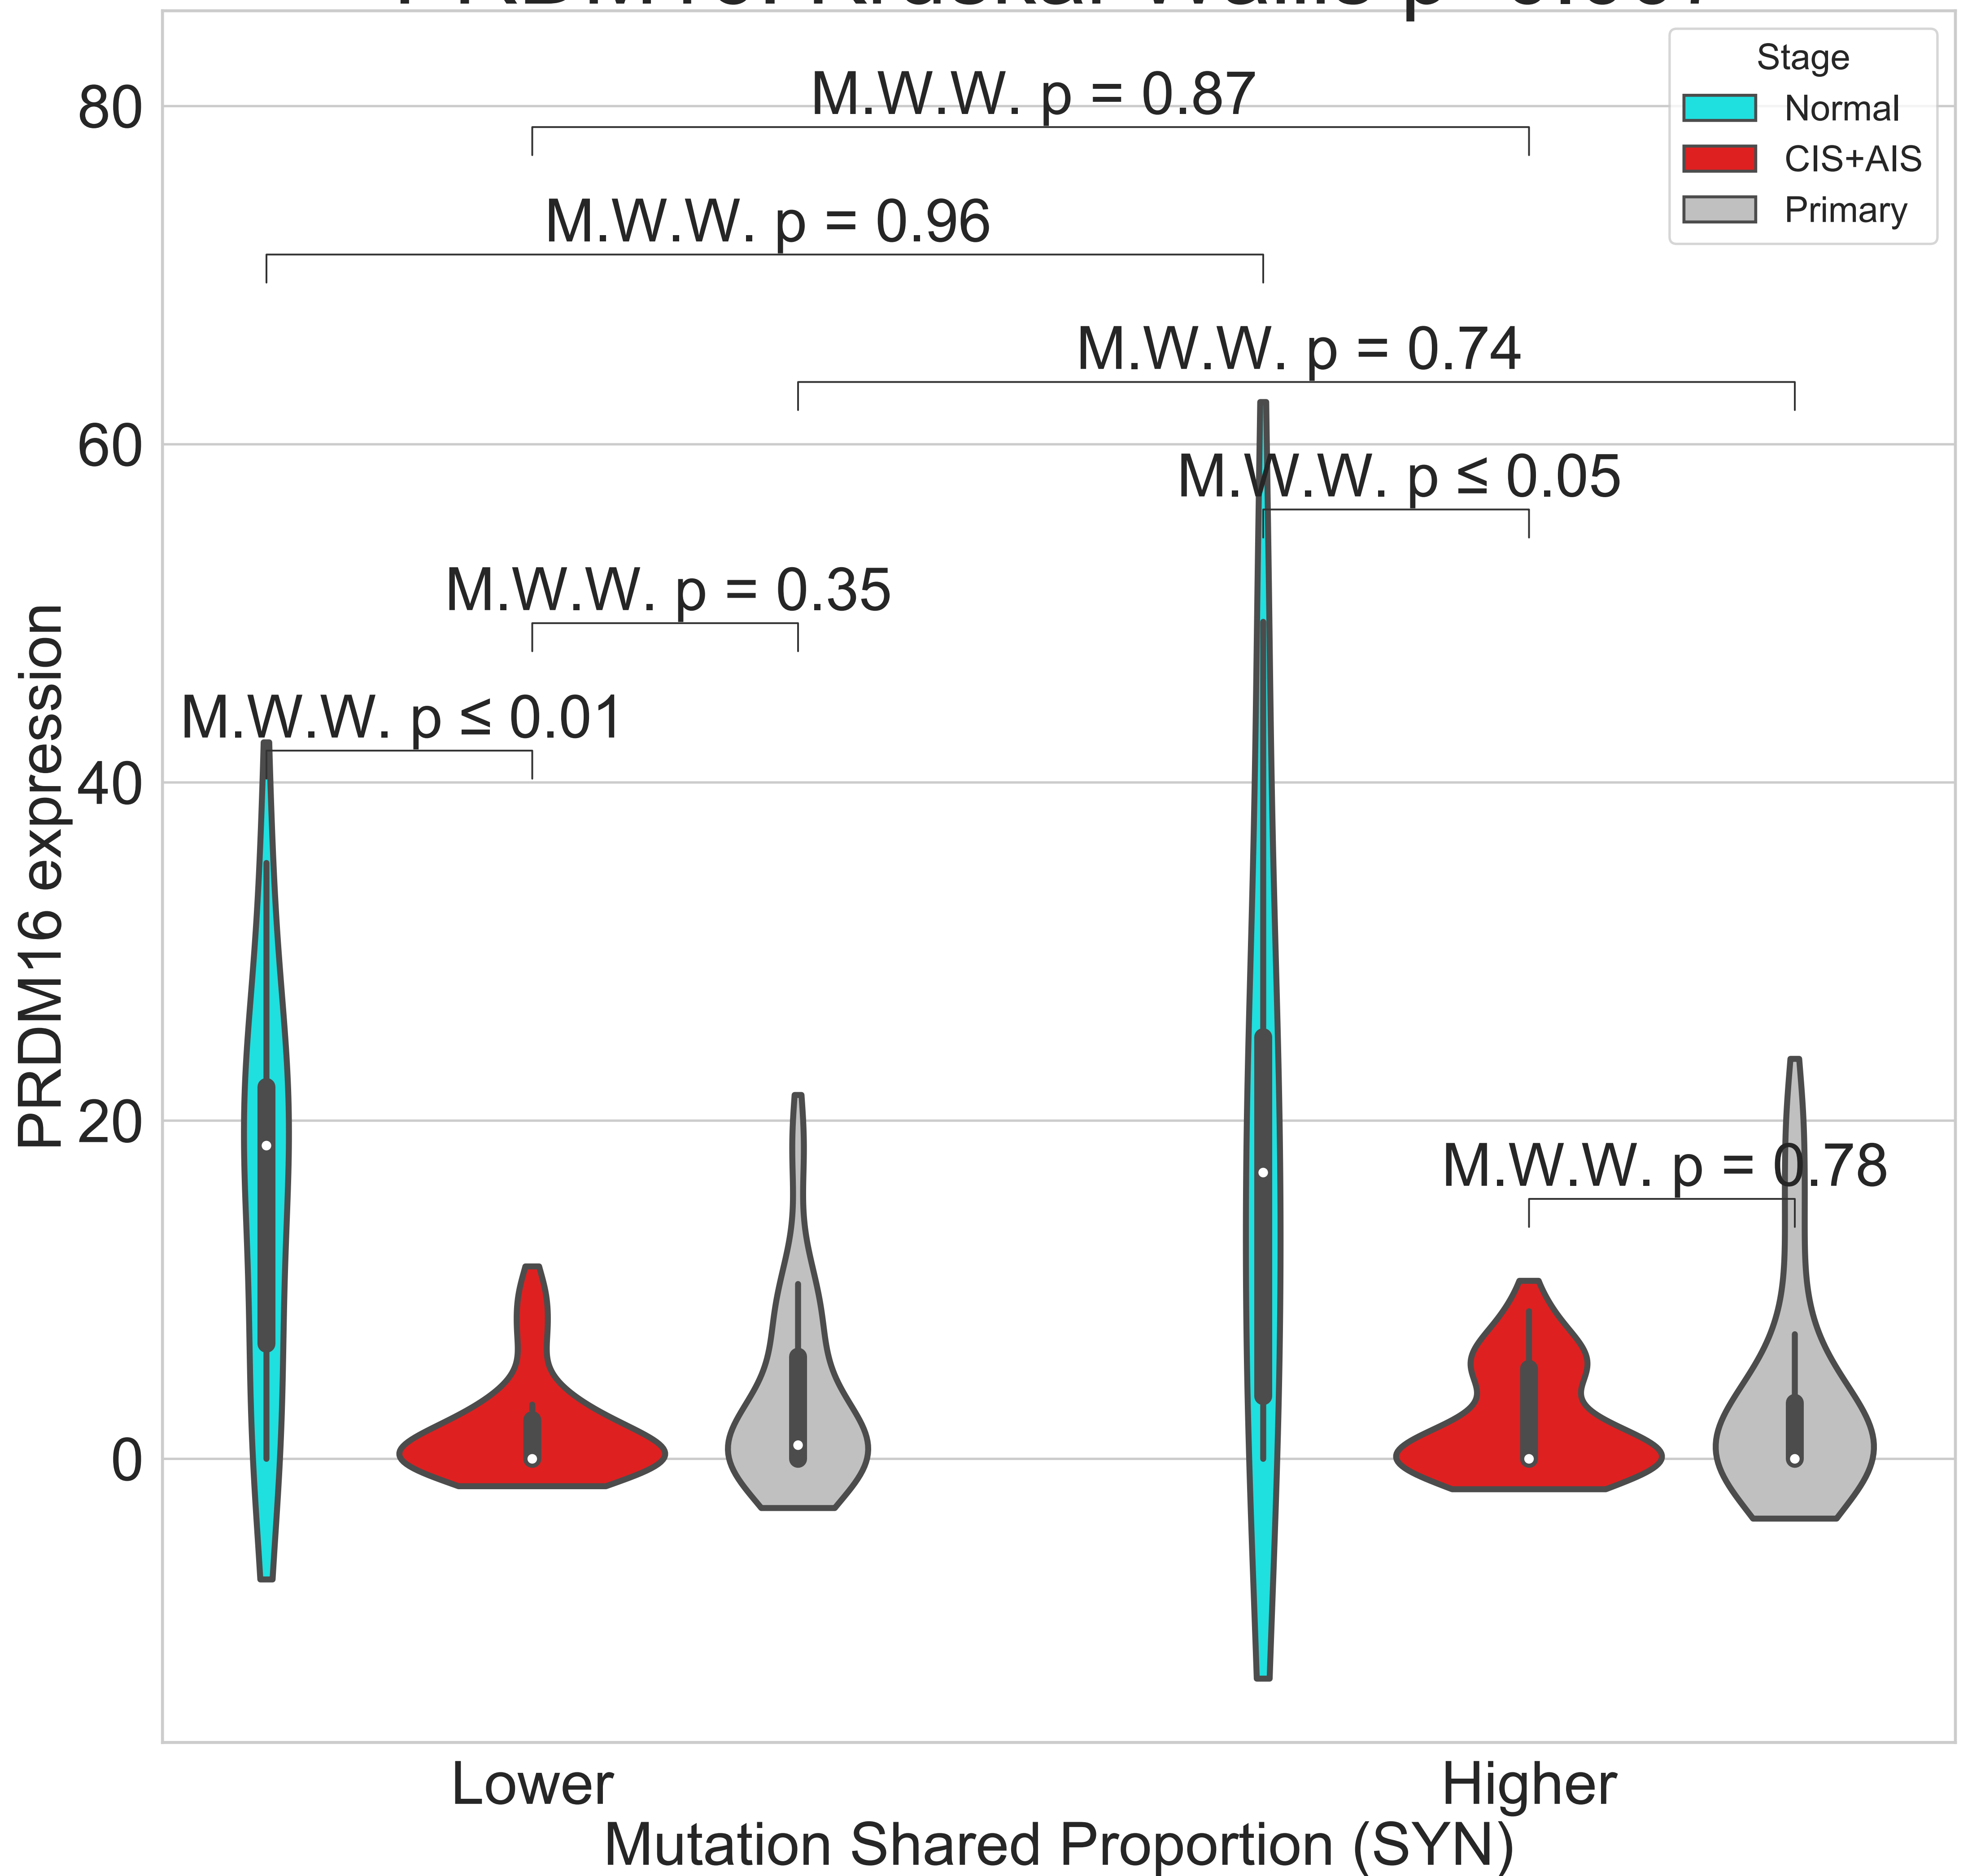 Stage
Normal
CIS+AIS
Primary
M.W.W. p = 0.87
M.W.W. p = 0.96
M.W.W. p = 0.74
M.W.W. p ≤ 0.05
M.W.W. p = 0.35
M.W.W. p ≤ 0.01
M.W.W. p = 0.78
80
60
40
20
0
PRDM16 expression
Lower
Higher
Mutation Shared Proportion (SYN)